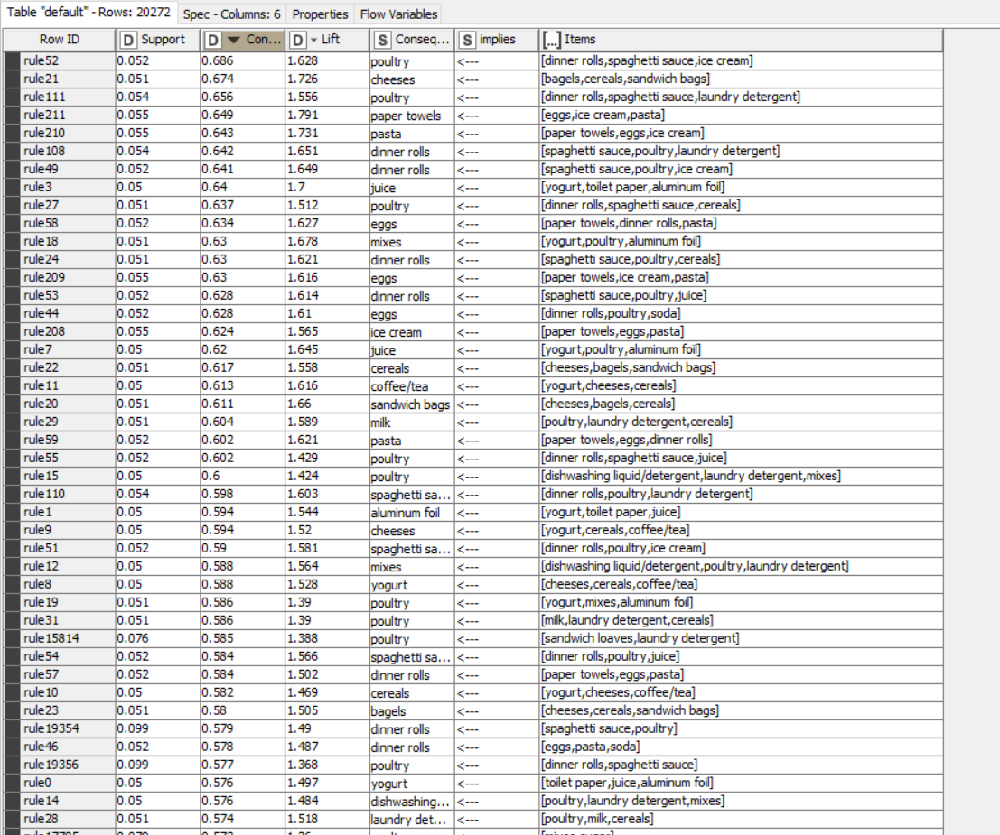 Table "default" - Rows: 20272 Spec - Columns: 6 Properties Flow Variables
Row ID D Support D Con... D Lift S Conseq... S implies [...] Items
rule52 0.052 0.686 1.628 poultry <--- [dinner rolls,spaghetti sauce,ice cream]
rule21 0.051 0.674 1.726 cheeses <--- [bagels,cereals,sandwich bags]
rule111 0.054 0.656 1.556 poultry <--- [dinner rolls,spaghetti sauce,laundry detergent]
rule211 0.055 0.649 1.791 paper towels <--- [eggs,ice cream,pasta]
rule210 0.055 0.643 1.731 pasta <--- [paper towels,eggs,ice cream]
rule108 0.054 0.642 1.651 dinner rolls <--- [spaghetti sauce,poultry,laundry detergent]
rule49 0.052 0.641 1.649 dinner rolls <--- [spaghetti sauce,poultry,ice cream]
rule3 0.05 0.64 1.7 juice <--- [yogurt,toilet paper,aluminum foil]
rule27 0.051 0.637 1.512 poultry <--- [dinner rolls,spaghetti sauce,cereals]
rule58 0.052 0.634 1.627 eggs <--- [paper towels,dinner rolls,pasta]
rule18 0.051 0.63 1.678 mixes <--- [yogurt,poultry,aluminum foil]
rule24 0.051 0.63 1.621 dinner rolls <--- [spaghetti sauce,poultry,cereals]
rule209 0.055 0.63 1.616 eggs <--- [paper towels,ice cream,pasta]
rule53 0.052 0.628 1.614 dinner rolls <--- [spaghetti sauce,poultry,juice]
rule44 0.052 0.628 1.61 eggs <--- [dinner rolls,poultry,soda]
rule208 0.055 0.624 1.565 ice cream <--- [paper towels,eggs,pasta]
rule7 0.05 0.62 1.645 juice <--- [yogurt,poultry,aluminum foil]
rule22 0.051 0.617 1.558 cereals <--- [cheeses,bagels,sandwich bags]
rule11 0.05 0.613 1.616 coffee/tea <--- [yogurt,cheeses,cereals]
rule20 0.051 0.611 1.66 sandwich bags <--- [cheeses,bagels,cereals]
rule29 0.051 0.604 1.589 milk <--- [poultry,laundry detergent,cereals]
rule59 0.052 0.602 1.621 pasta <--- [paper towels,eggs,dinner rolls]
rule55 0.052 0.602 1.429 poultry <--- [dinner rolls,spaghetti sauce,juice]
rule15 0.05 0.6 1.424 poultry <--- [dishwashing liquid/detergent,laundry detergent,mixes]
rule110 0.054 0.598 1.603 spaghetti sa... <--- [dinner rolls,poultry,laundry detergent]
rule1 0.05 0.594 1.544 aluminum foil <--- [yogurt,toilet paper,juice]
rule9 0.05 0.594 1.52 cheeses <--- [yogurt,cereals,coffee/tea]
rule51 0.052 0.59 1.581 spaghetti sa... <--- [dinner rolls,poultry,ice cream]
rule12 0.05 0.588 1.564 mixes <--- [dishwashing liquid/detergent,poultry,laundry detergent]
rule8 0.05 0.588 1.528 yogurt <--- [cheeses,cereals,coffee/tea]
rule19 0.051 0.586 1.39 poultry <--- [yogurt,mixes,aluminum foil]
rule31 0.051 0.586 1.39 poultry <--- [milk,laundry detergent,cereals]
rule15814 0.076 0.585 1.388 poultry <--- [sandwich loaves,laundry detergent]
rule54 0.052 0.584 1.566 spaghetti sa... <--- [dinner rolls,poultry,juice]
rule57 0.052 0.584 1.502 dinner rolls <--- [paper towels,eggs,pasta]
rule10 0.05 0.582 1.469 cereals <--- [yogurt,cheeses,coffee/tea]
rule23 0.051 0.58 1.505 bagels <--- [cheeses,cereals,sandwich bags]
rule19354 0.099 0.579 1.49 dinner rolls <--- [spaghetti sauce,poultry]
rule46 0.052 0.578 1.487 dinner rolls <--- [eggs,pasta,soda]
rule19356 0.099 0.577 1.368 poultry <--- [dinner rolls,spaghetti sauce]
rule0 0.05 0.576 1.497 yogurt <--- [toilet paper,juice,aluminum foil]
rule14 0.05 0.576 1.484 dishwashing... <--- [poultry,laundry detergent,mixes]
rule28 0.051 0.574 1.518 laundry det... <--- [poultry,milk,cereals]